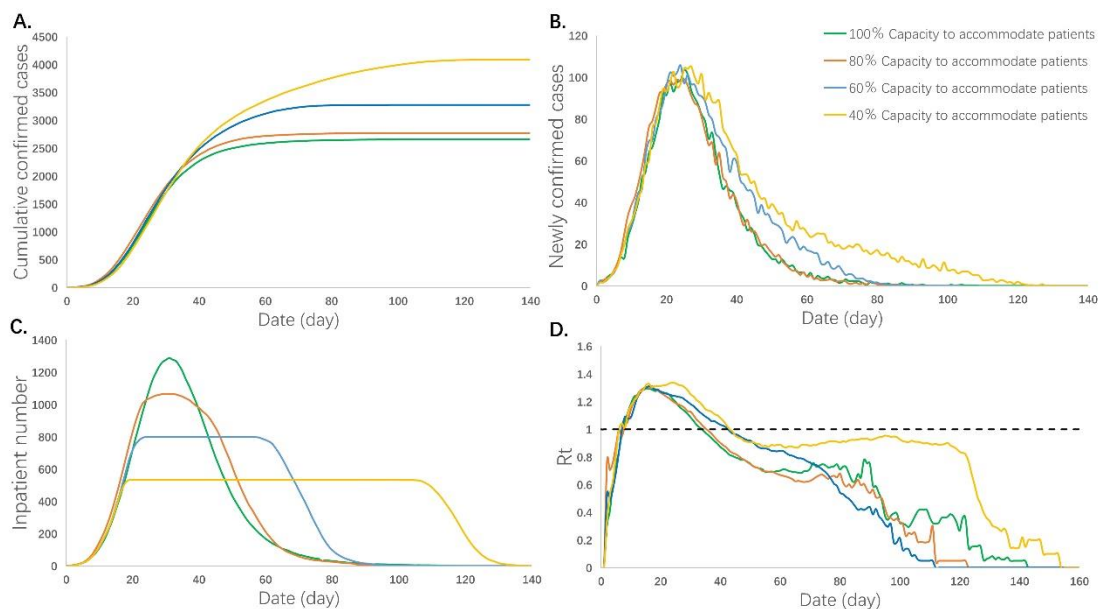 A.
4500
4000
3500
3000
2500
2000
1500
1000
500
0
Cumulative confirmed cases
0 20 40 60 80 100 120 140
Date (day)
B.
120
100
80
60
40
20
0
Newly confirmed cases
0 20 40 60 80 100 120 140
Date (day)
100% Capacity to accommodate patients
80% Capacity to accommodate patients
60% Capacity to accommodate patients
40% Capacity to accommodate patients
C.
1400
1200
1000
800
600
400
200
0
Inpatient number
0 20 40 60 80 100 120 140
Date (day)
D.
1.6
1.4
1.2
1
0.8
0.6
0.4
0.2
0
Rt
0 20 40 60 80 100 120 140 160
Date (day)